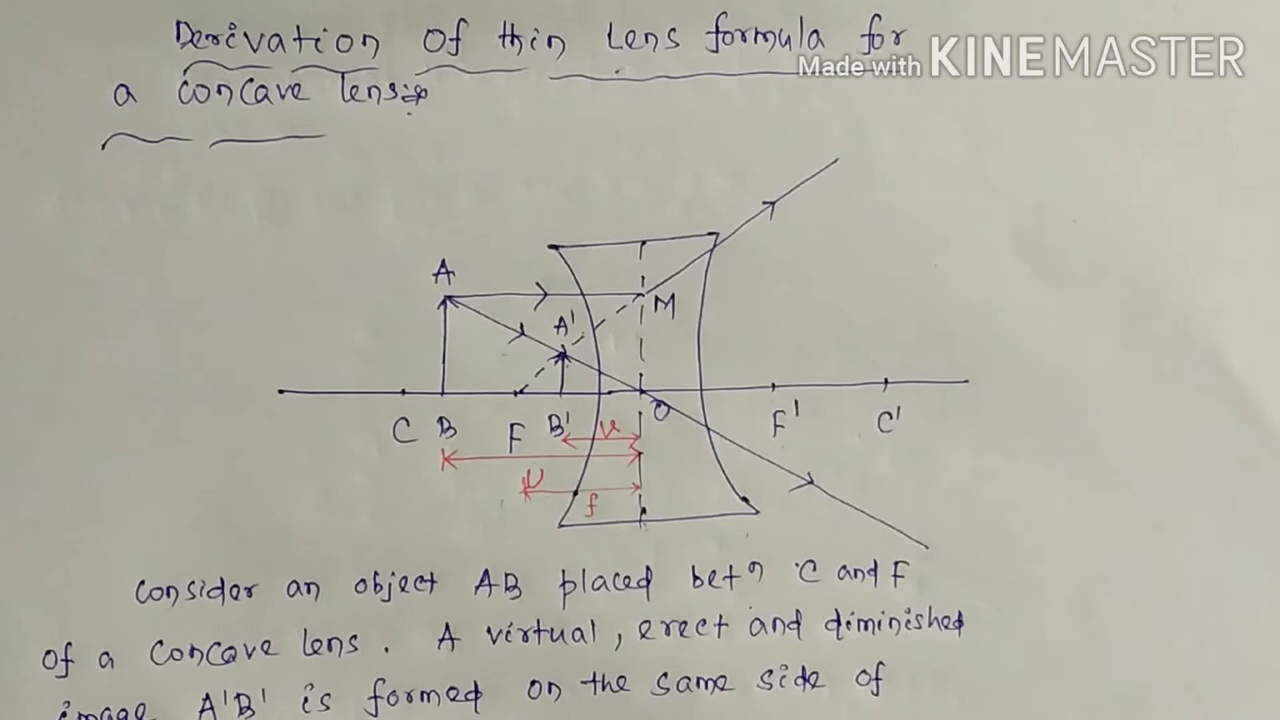 Derivation of thin lens formula for
Made with KINEMASTER
a concave lens:-
A
A'
M
C B F B' O F' C'
v
U
f
Consider an object AB placed betn C and F
of a concave lens. A virtual, erect and diminished
image A'B' is formed on the same side of